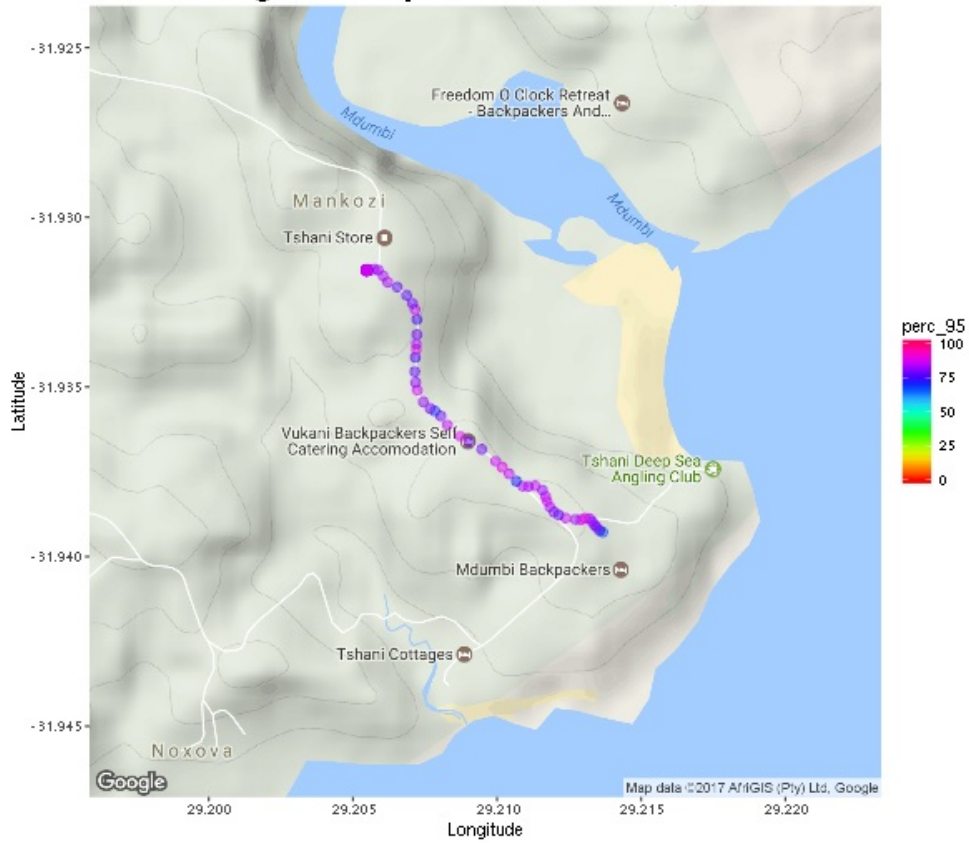 -31.925
Freedom O Clock Retreat
- Backpackers And...
Mdumbi
Mankozi
-31.930
Mdumbi
Tshani Store
perc_95
100
75
50
25
0
-31.935
Latitude
Vukani Backpackers Self
Catering Accomodation
Tshani Deep Sea
Angling Club
-31.940
Mdumbi Backpackers
Tshani Cottages
-31.945
Noxova
Google
Map data ©2017 AfriGIS (Pty) Ltd, Google
29.200
29.205
29.210
29.215
29.220
Longitude